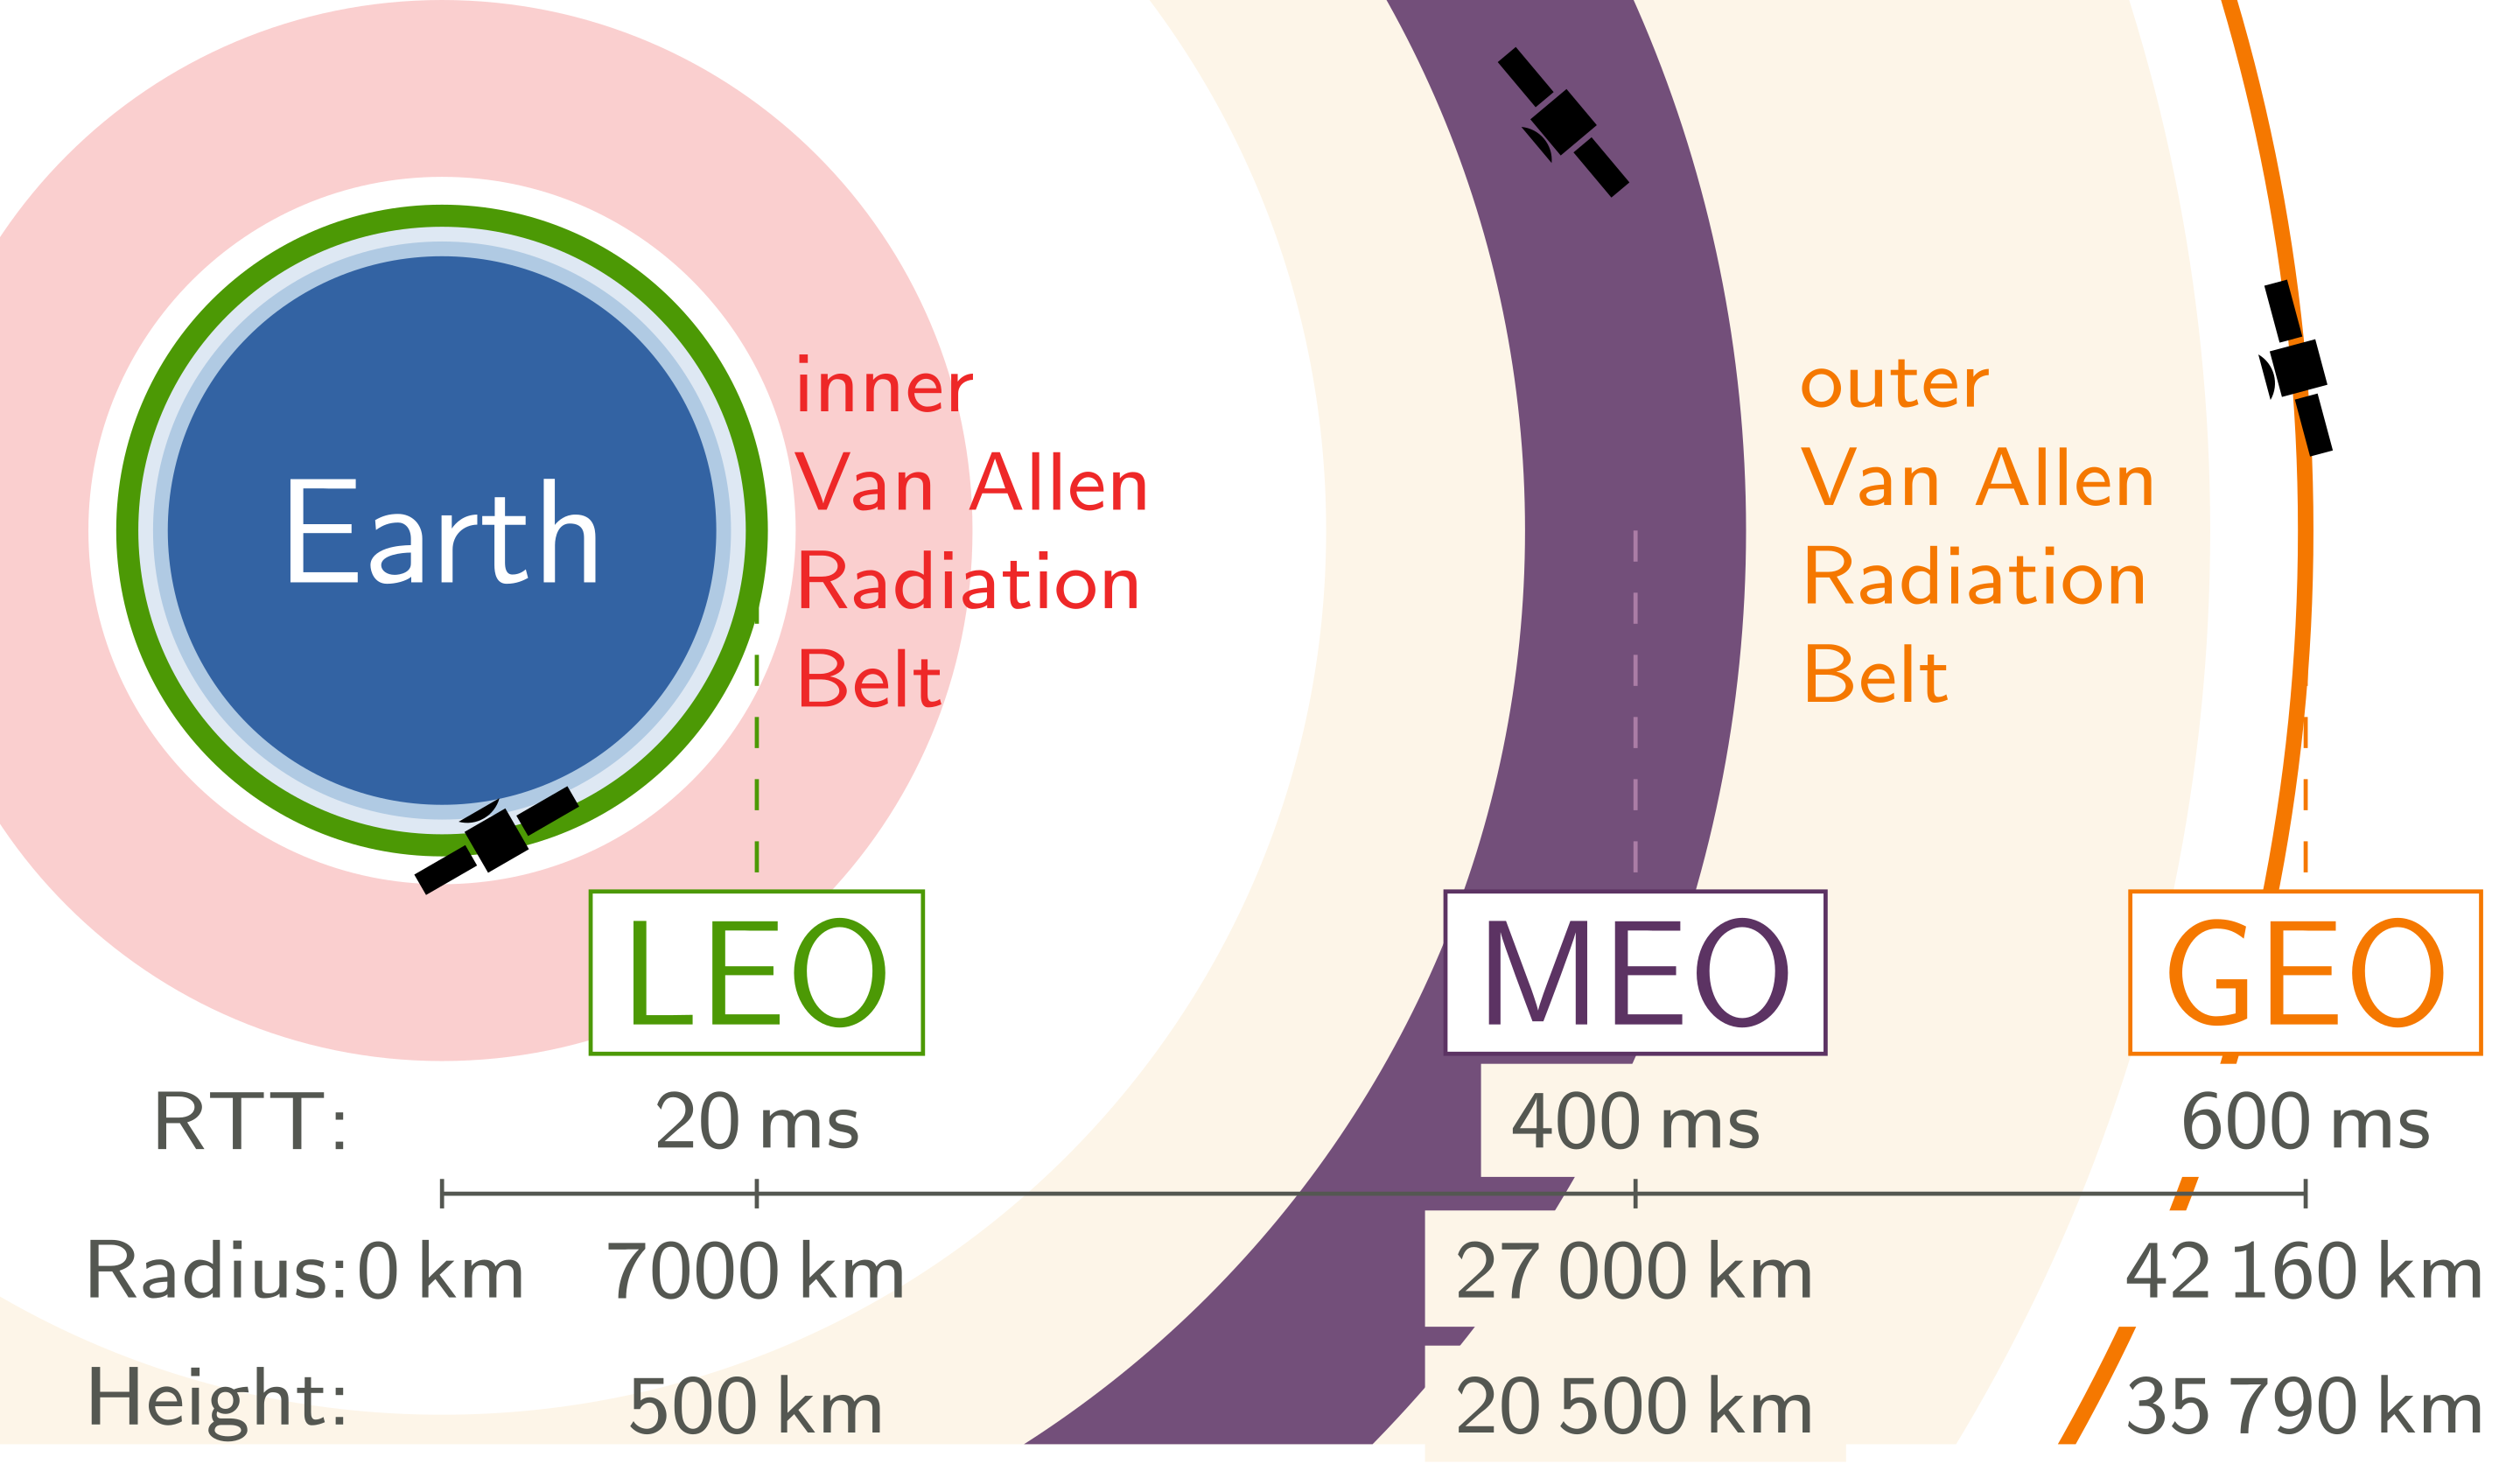 Earth
inner
Van Allen
Radiation
Belt
outer
Van Allen
Radiation
Belt
LEO MEO GEO
RTT: 20 ms 400 ms 600 ms
Radius: 0 km 7000 km 27 000 km 42 100 km
Height: 500 km 20 500 km 35 790 km